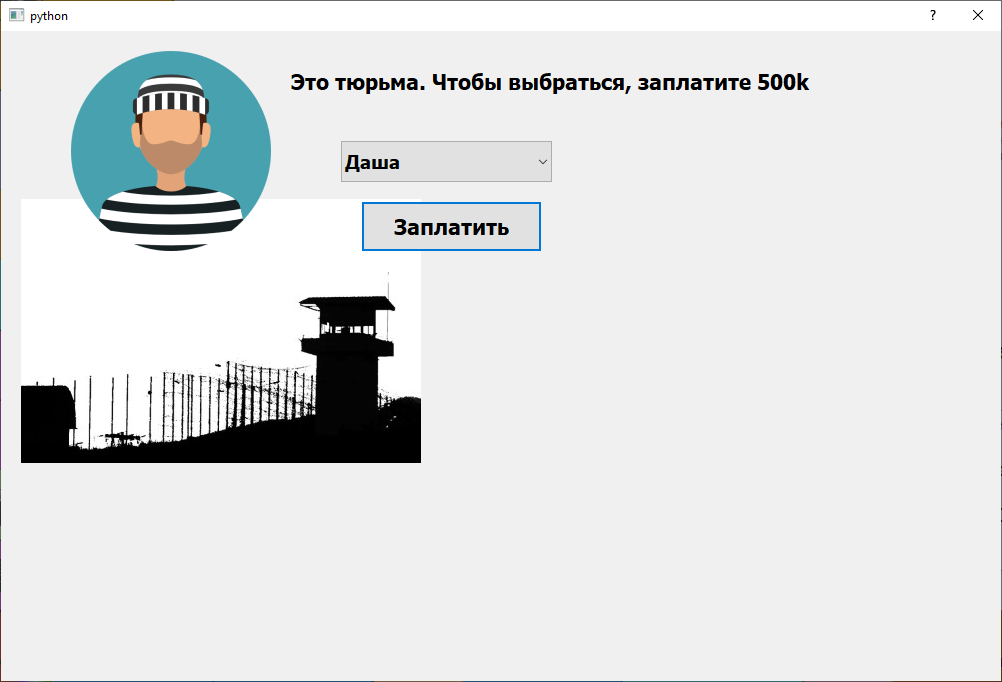 python
?
Это тюрьма. Чтобы выбраться, заплатите 500k
Даша
Заплатить